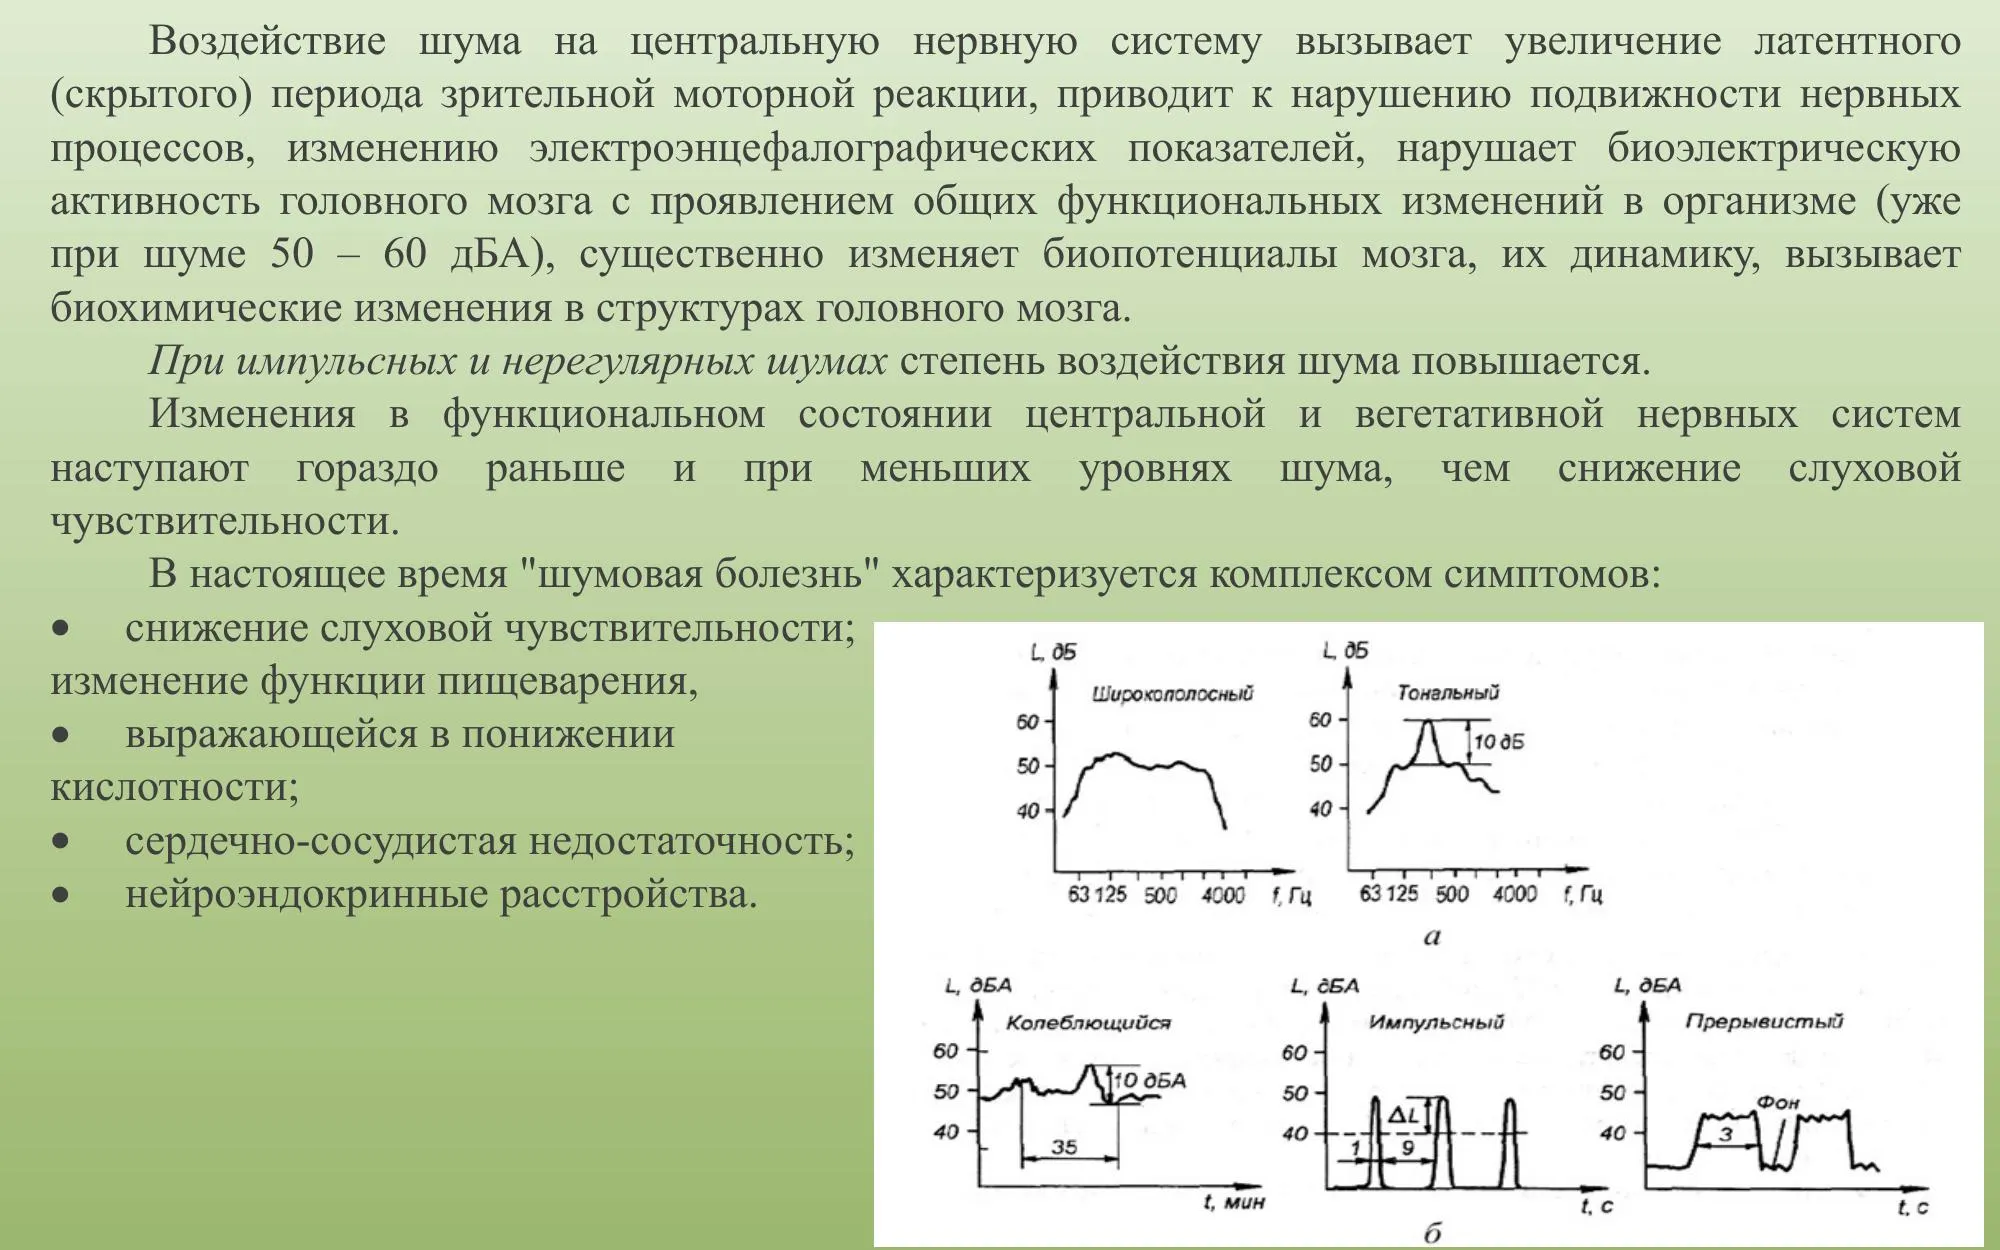 Воздействие шума на центральную нервную систему вызывает увеличение латентного
(скрытого) периода зрительной моторной реакции, приводит к нарушению подвижности нервных
процессов, изменению электроэнцефалографических показателей, нарушает биоэлектрическую
активность головного мозга с проявлением общих функциональных изменений в организме (уже
при шуме 50 – 60 дБА), существенно изменяет биопотенциалы мозга, их динамику, вызывает
биохимические изменения в структурах головного мозга.
При импульсных и нерегулярных шумах степень воздействия шума повышается.
Изменения в функциональном состоянии центральной и вегетативной нервных систем
наступают гораздо раньше и при меньших уровнях шума, чем снижение слуховой
чувствительности.
В настоящее время "шумовая болезнь" характеризуется комплексом симптомов:
• снижение слуховой чувствительности;
изменение функции пищеварения,
• выражающейся в понижении
кислотности;
• сердечно-сосудистая недостаточность;
• нейроэндокринные расстройства.
L, дБ
Широкополосный
60
50
40
63 125 500 4000 f, Гц
L, дБ
Тональный
60
10 дБ
50
40
63 125 500 4000 f, Гц
а
L, дБА
Колеблющийся
60
50
10 дБА
40
35
t, мин
L, дБА
Импульсный
60
50
ΔL
40
1 9
t, с
L, дБА
Прерывистый
60
50
Фон
40
3
t, с
б